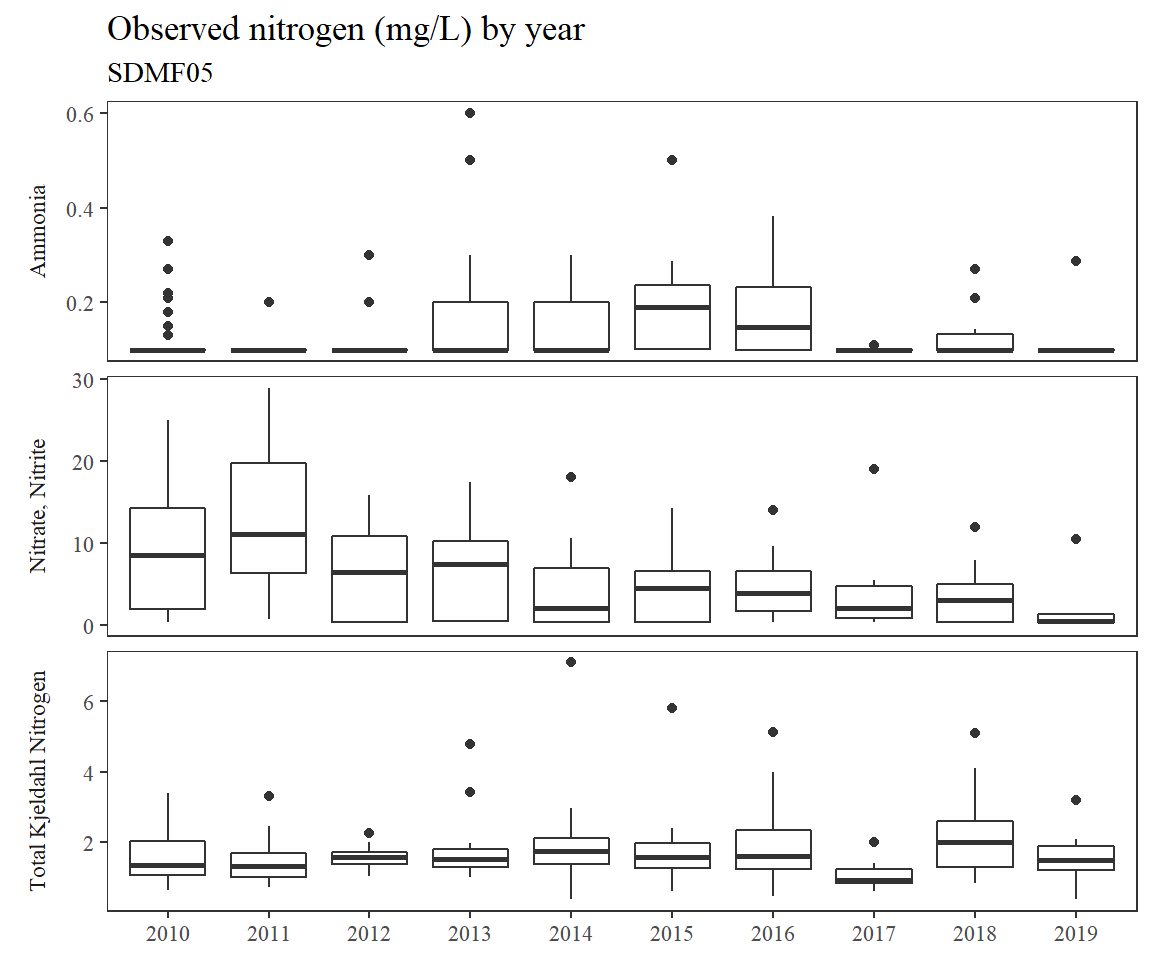 Observed nitrogen (mg/L) by year
SDMF05
Ammonia
0.6
0.4
0.2
Nitrate, Nitrite
30
20
10
0
Total Kjeldahl Nitrogen
6
4
2
2010 2011 2012 2013 2014 2015 2016 2017 2018 2019